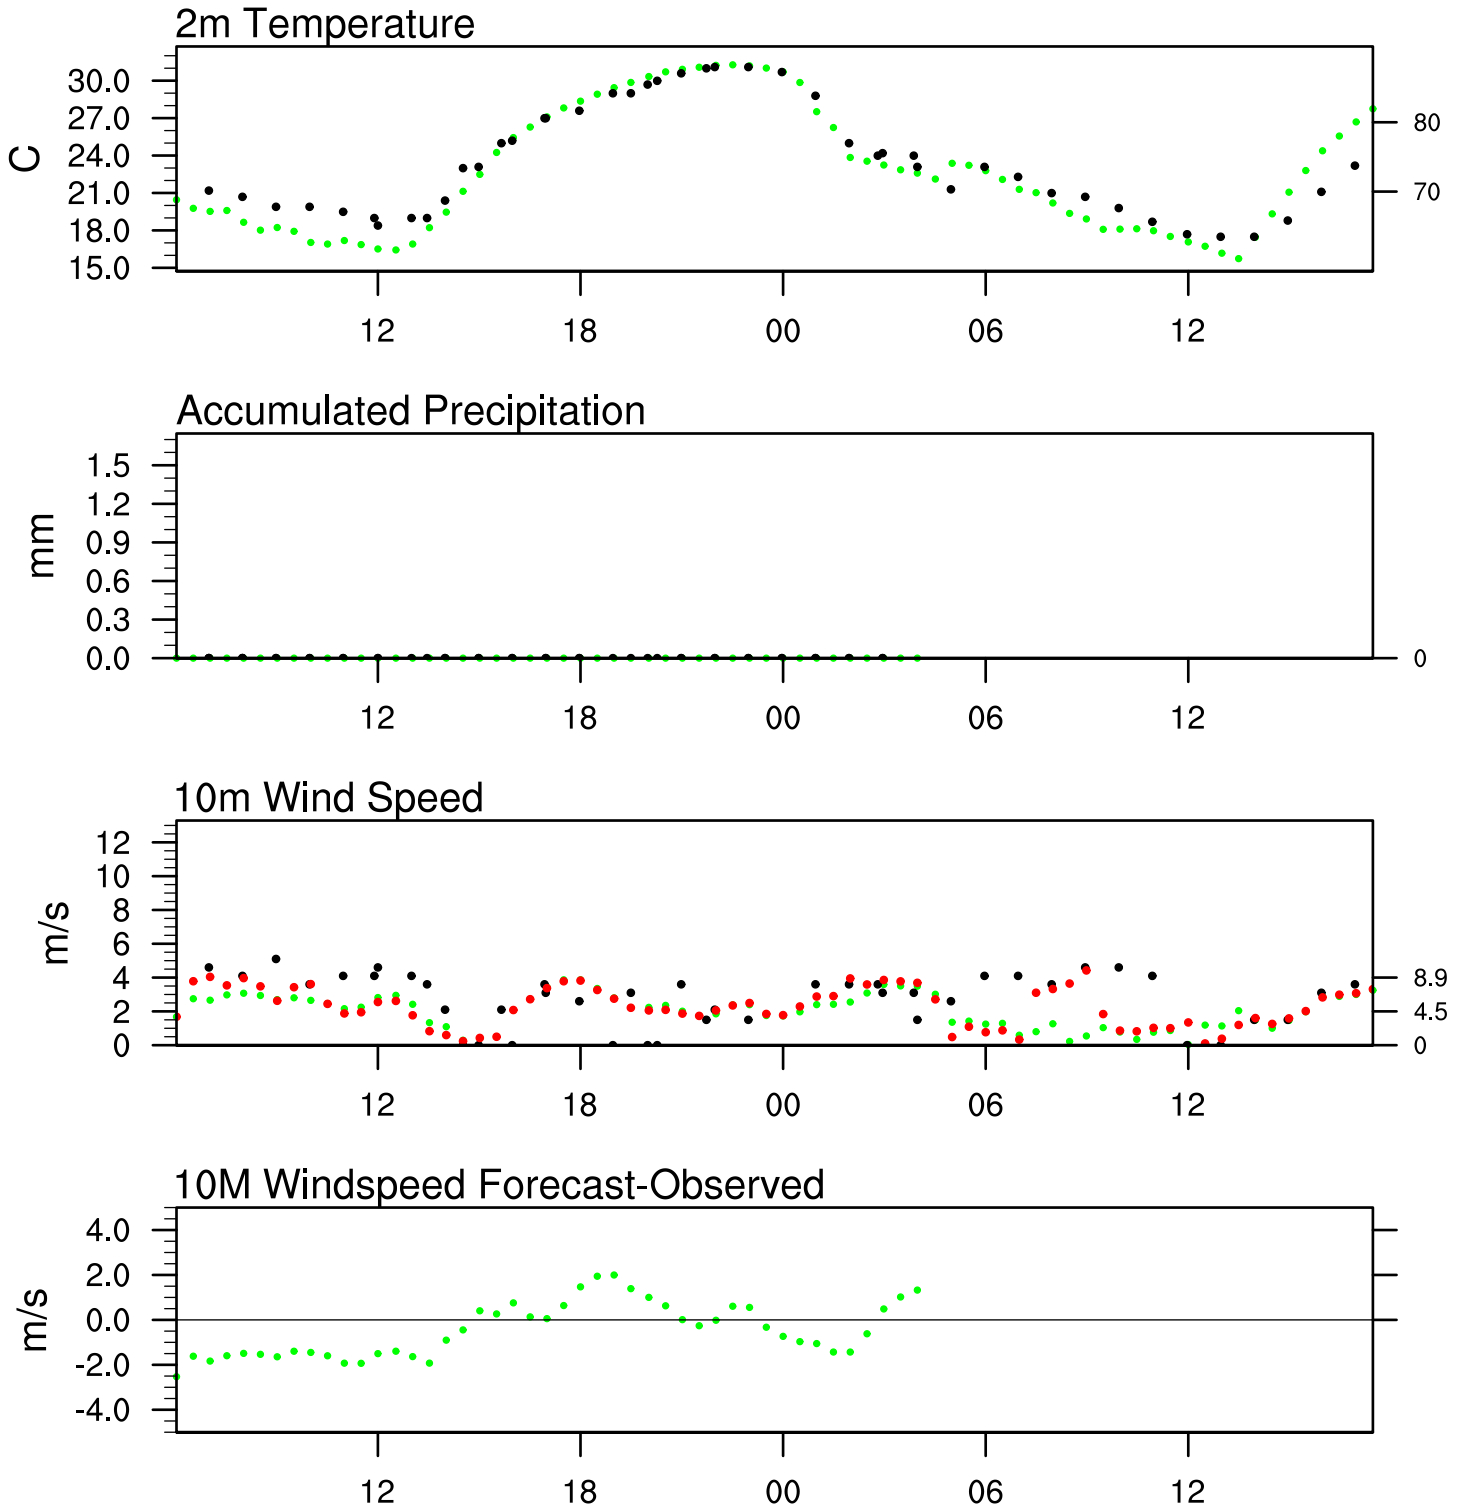 2m Temperature
C
30.0
27.0
24.0
21.0
18.0
15.0
80
70
12 18 00 06 12
Accumulated Precipitation
mm
1.5
1.2
0.9
0.6
0.3
0.0
0
12 18 00 06 12
10m Wind Speed
m/s
12
10
8
6
4
2
0
8.9
4.5
0
12 18 00 06 12
10M Windspeed Forecast-Observed
m/s
4.0
2.0
0.0
-2.0
-4.0
12 18 00 06 12